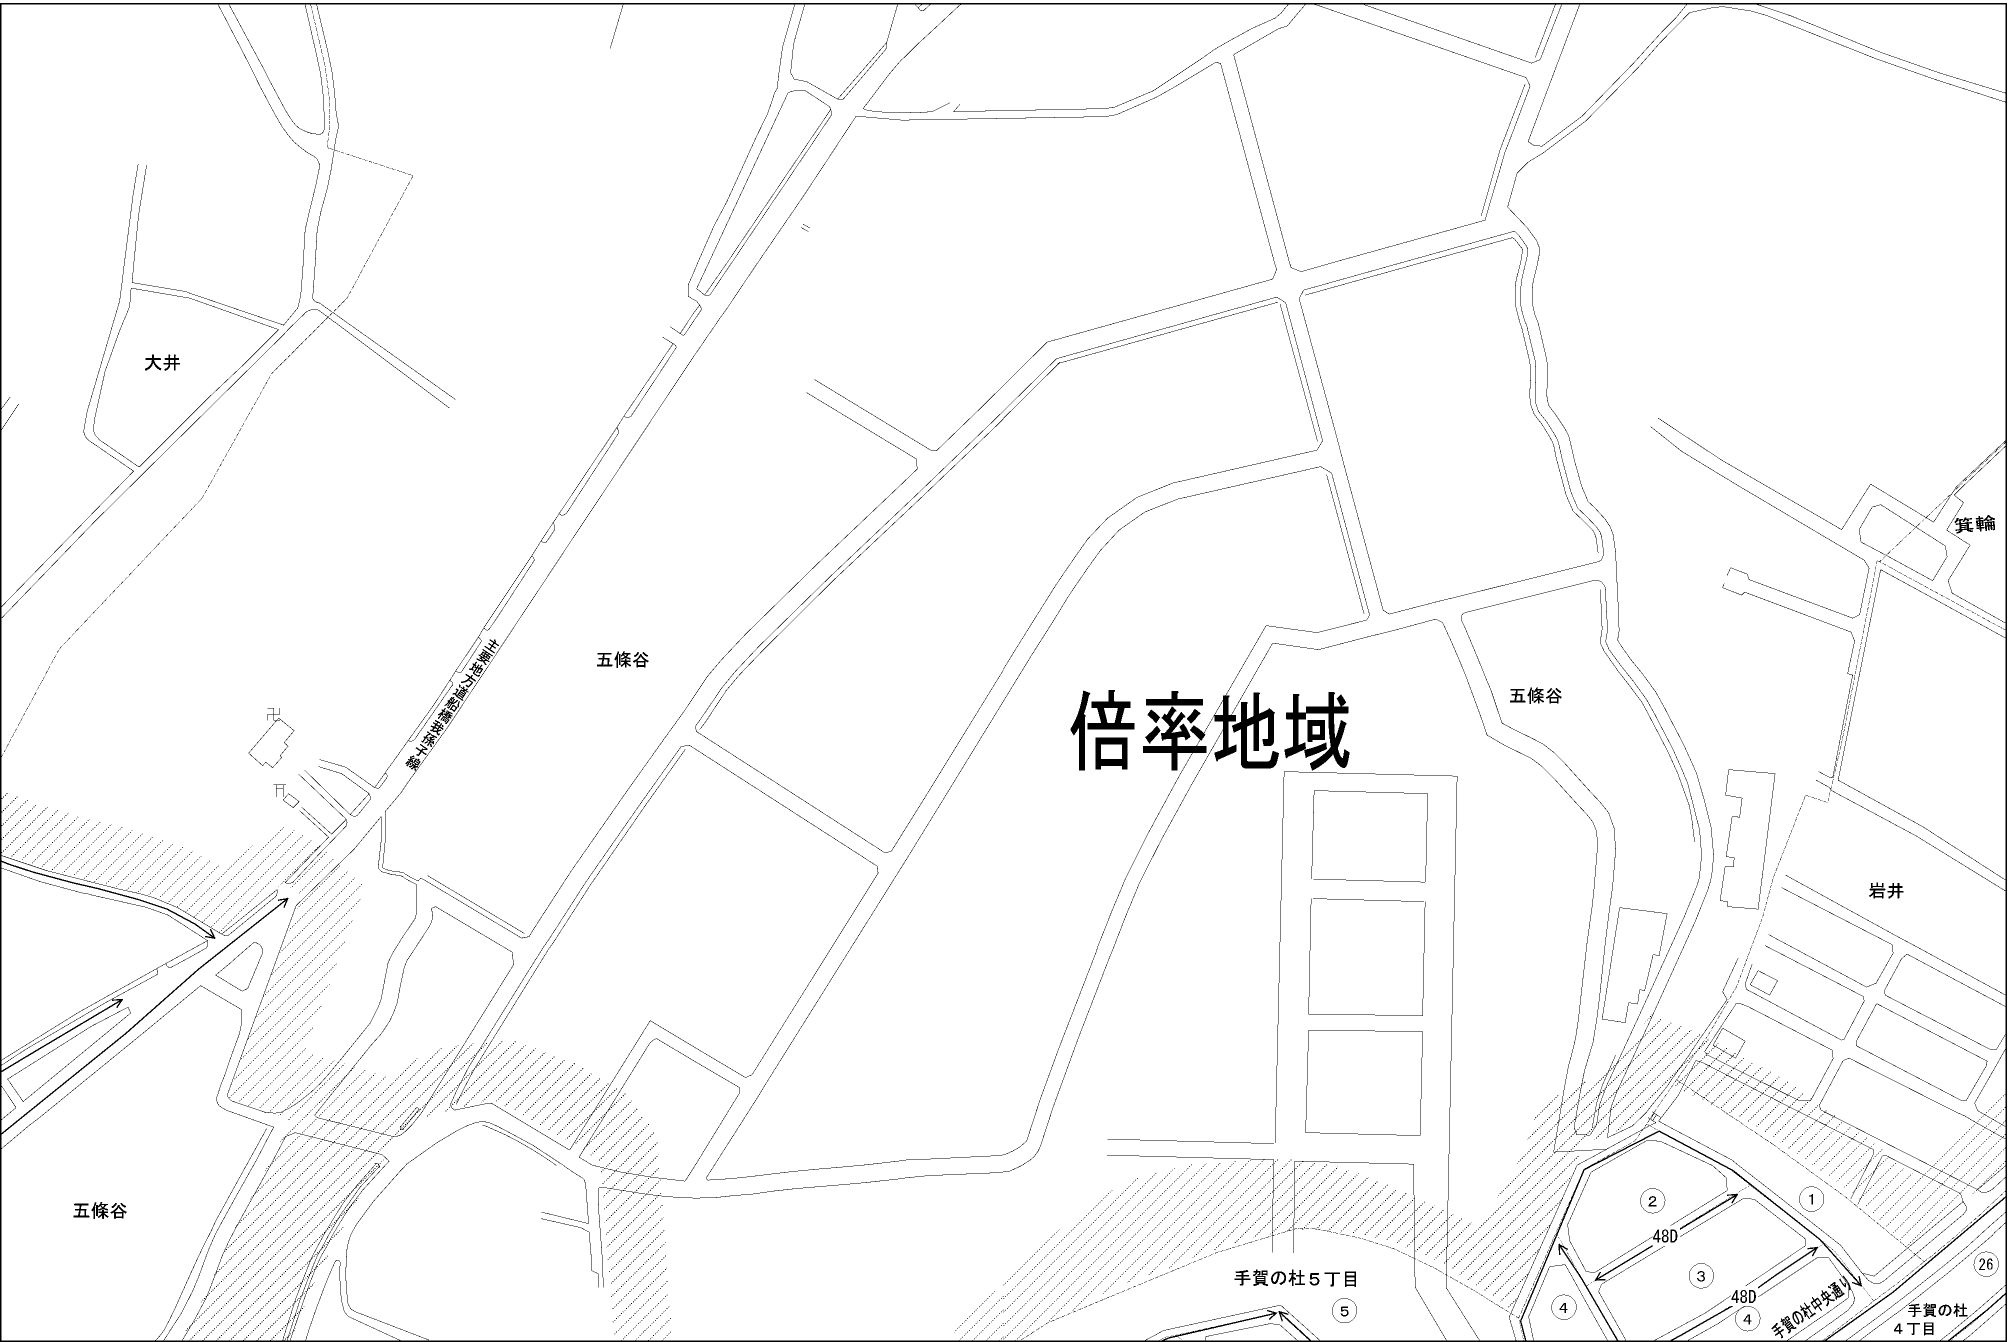 大井
箕輪
主要地方道船橋我孫子線
五條谷
五條谷
倍率地域
卍
岩井
五條谷
②
①
48D
③
手賀の杜5丁目
⑤
④
48D
④
手賀の杜中央通り
26
手賀の杜
4丁目